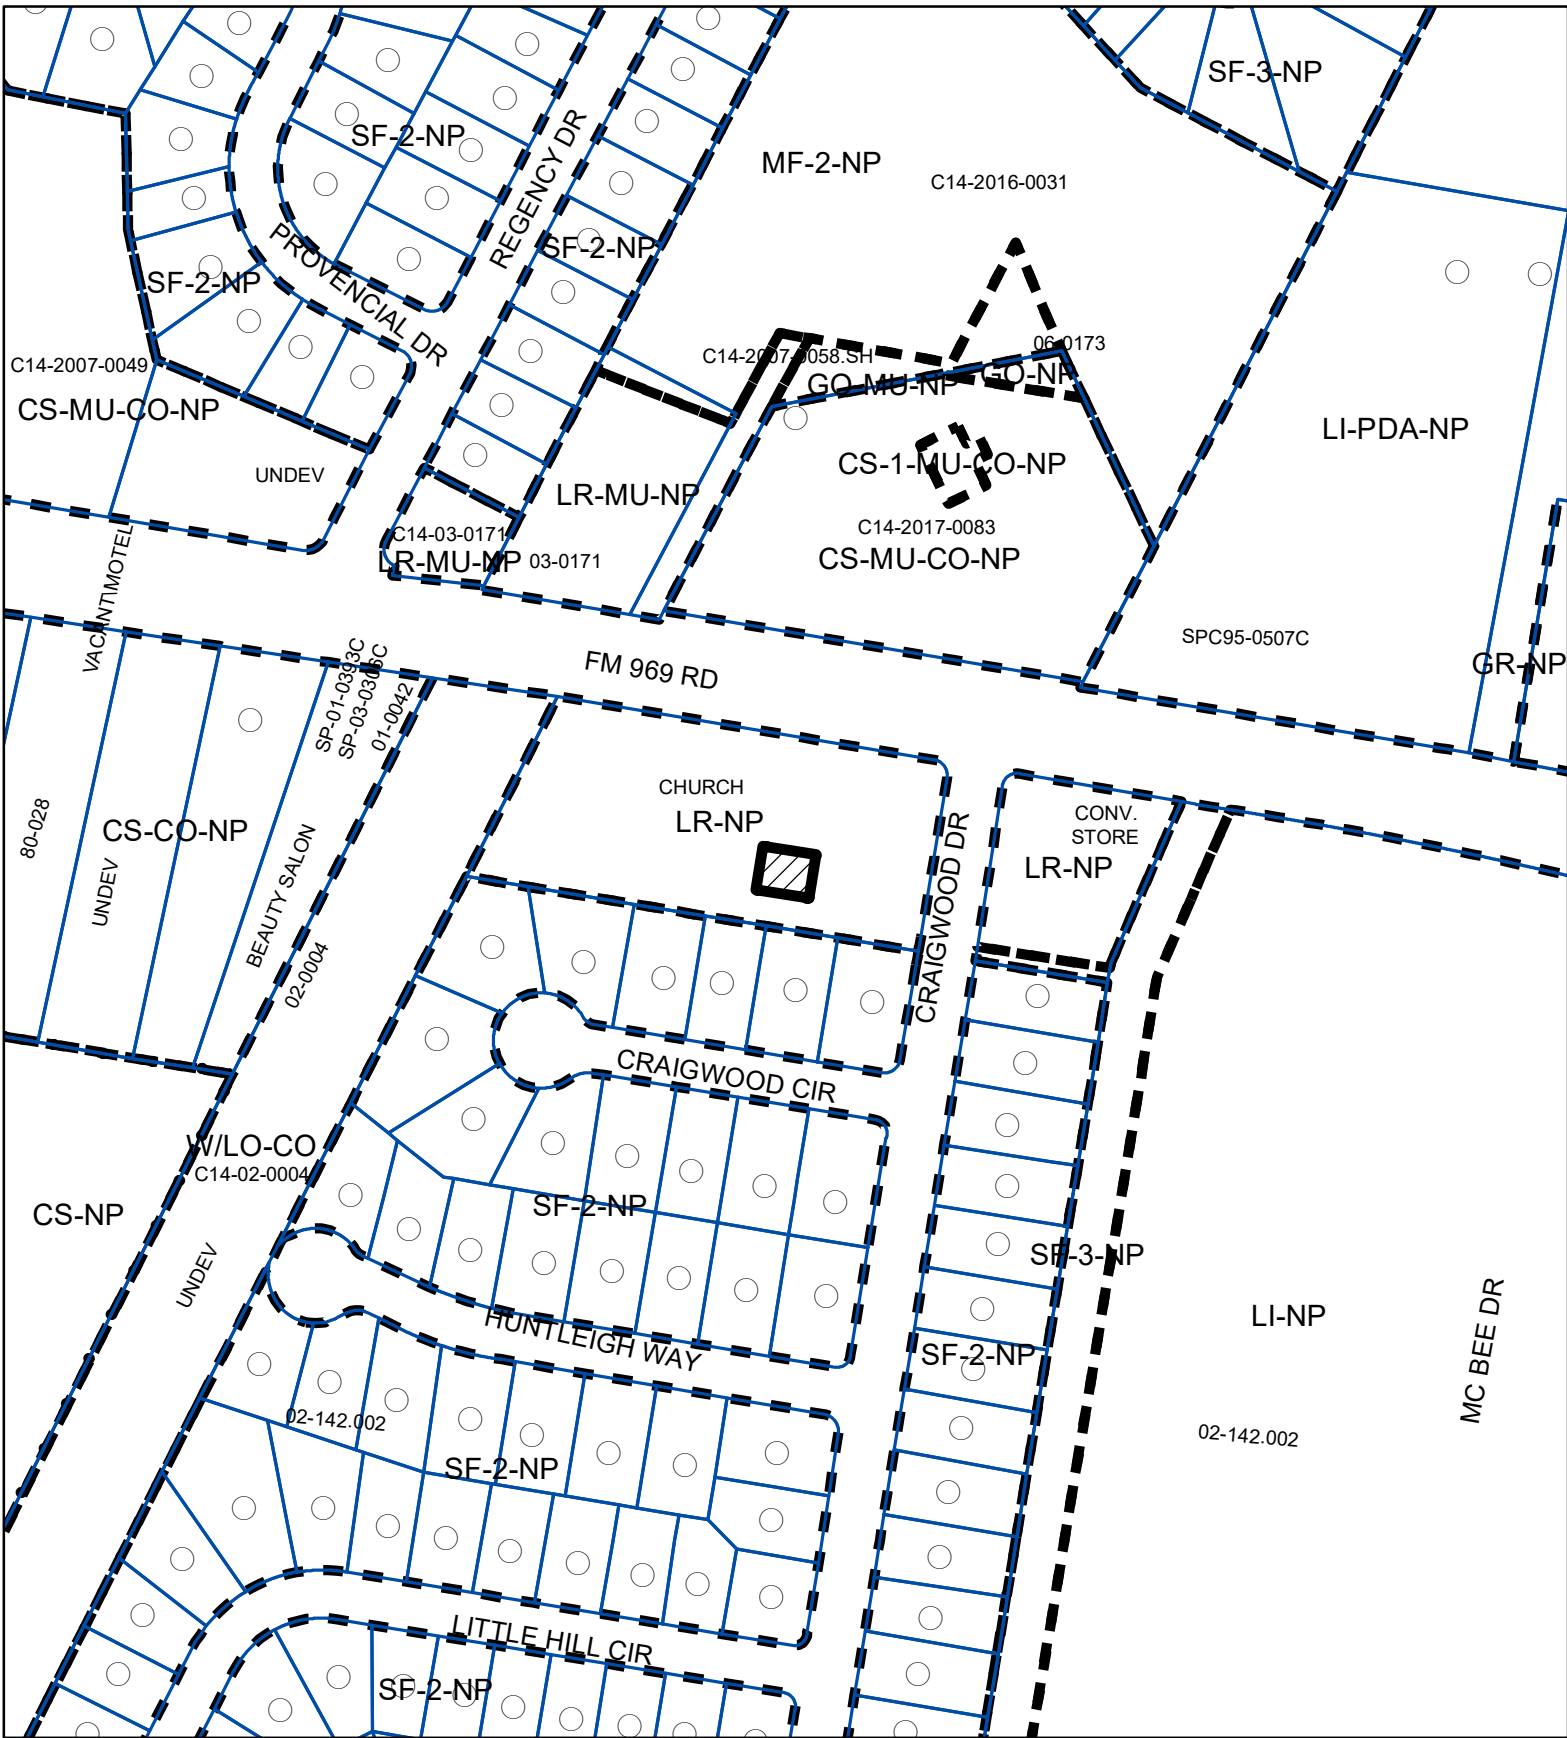 SF-3-NP
SF-2-NP
REGENCY DR
MF-2-NP
C14-2016-0031
SF-2-NP
PROVENCIAL DR
SF-2-NP
C14-2007-0049
C14-2007-0058.SH
06-0173
GO-MU-NP
GO-NP
CS-MU-CO-NP
LI-PDA-NP
UNDEV
CS-1-MU-CO-NP
LR-MU-NP
C14-2017-0083
C14-03-0171
LR-MU-NP
03-0171
CS-MU-CO-NP
VACANT\MOTEL
SPC95-0507C
GR-NP
FM 969 RD
SP-01-0393C
SP-03-0306C
01-0042
CHURCH
LR-NP
CONV.
STORE
LR-NP
80-028
CS-CO-NP
UNDEV
BEAUTY SALON
02-0004
CRAIGWOOD DR
CRAIGWOOD CIR
W/LO-CO
C14-02-0004
CS-NP
SF-2-NP
SF-3-NP
UNDEV
LI-NP
MC BEE DR
HUNTLEIGH WAY
SF-2-NP
02-142.002
02-142.002
SF-2-NP
LITTLE HILL CIR
SF-2-NP